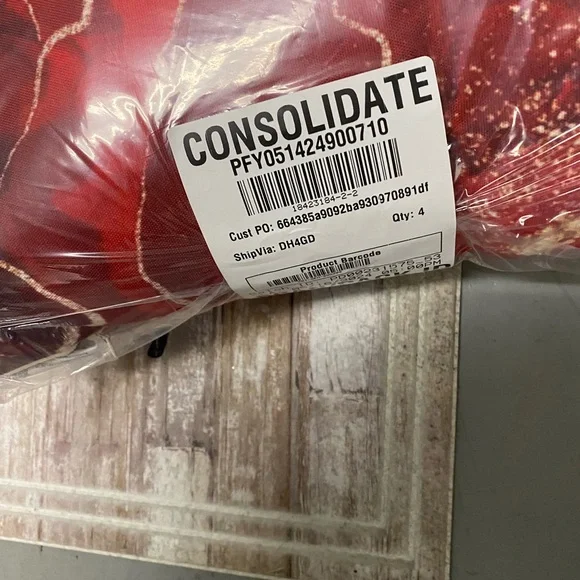 CONSOLIDATE
PFY051424900710
18423184-2-2
Cust PO: 664385a9092ba930970891df
ShipVia: DH4GD
Qty: 4
Product Barcode